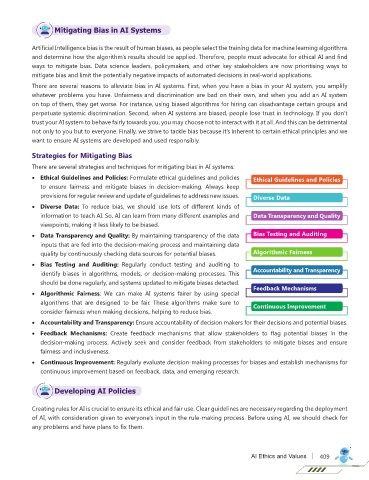 Mitigating Bias in AI Systems
Artificial Intelligence bias is the result of human biases, as people select the training data for machine learning algorithms
and determine how the algorithm's results should be applied. Therefore, people must advocate for ethical AI and find
ways to mitigate bias. Data science leaders, policymakers, and other key stakeholders are now prioritising ways to
mitigate bias and limit the potentially negative impacts of automated decisions in real-world applications.
There are several reasons to alleviate bias in AI systems. First, when you have a bias in your AI system, you amplify
whatever problems you have. Unfairness and discrimination are bad on their own, and when you add an AI system
on top of them, they get worse. For instance, using biased algorithms for hiring can disadvantage certain groups and
perpetuate systemic discrimination. Second, when AI systems are biased, people lose trust in technology. If you don't
trust your AI system to behave fairly towards you, you may choose not to interact with it at all. And this can be detrimental
not only to you but to everyone. Finally, we strive to tackle bias because it's inherent to certain ethical principles and we
want to ensure AI systems are developed and used responsibly.
Strategies for Mitigating Bias
There are several strategies and techniques for mitigating bias in AI systems:
• Ethical Guidelines and Policies: Formulate ethical guidelines and policies
to ensure fairness and mitigate biases in decision-making. Always keep
provisions for regular review and update of guidelines to address new issues.
• Diverse Data: To reduce bias, we should use lots of different kinds of
information to teach AI. So, AI can learn from many different examples and
viewpoints, making it less likely to be biased.
• Data Transparency and Quality: By maintaining transparency of the data
inputs that are fed into the decision-making process and maintaining data
quality by continuously checking data sources for potential biases.
• Bias Testing and Auditing: Regularly conduct testing and auditing to
identify biases in algorithms, models, or decision-making processes. This
should be done regularly, and systems updated to mitigate biases detected.
• Algorithmic Fairness: We can make AI systems fairer by using special
algorithms that are designed to be fair. These algorithms make sure to
consider fairness when making decisions, helping to reduce bias.
Ethical Guidelines and Policies
Diverse Data
Data Transparency and Quality
Bias Testing and Auditing
Algorithmic Fairness
Accountability and Transparency
Feedback Mechanisms
Continuous Improvement
• Accountability and Transparency: Ensure accountability of decision makers for their decisions and potential biases.
• Feedback Mechanisms: Create feedback mechanisms that allow stakeholders to flag potential biases in the
decision-making process. Actively seek and consider feedback from stakeholders to mitigate biases and ensure
fairness and inclusiveness.
• Continuous Improvement: Regularly evaluate decision-making processes for biases and establish mechanisms for
continuous improvement based on feedback, data, and emerging research.
Developing AI Policies
Creating rules for AI is crucial to ensure its ethical and fair use. Clear guidelines are necessary regarding the deployment
of AI, with consideration given to everyone's input in the rule-making process. Before using AI, we should check for
any problems and have plans to fix them.
AI Ethics and Values | 409